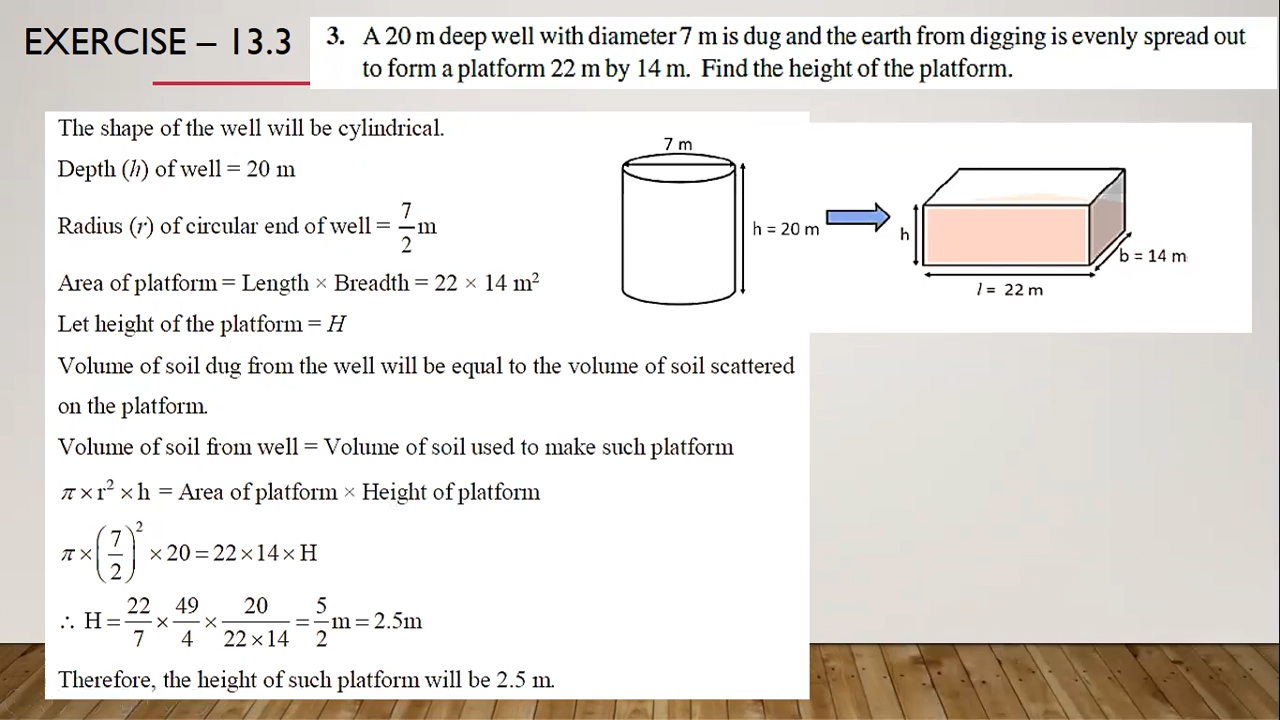 EXERCISE – 13.3
3. A 20 m deep well with diameter 7 m is dug and the earth from digging is evenly spread out
to form a platform 22 m by 14 m. Find the height of the platform.
The shape of the well will be cylindrical.
Depth (h) of well = 20 m
Radius (r) of circular end of well = 7/2 m
Area of platform = Length × Breadth = 22 × 14 m²
Let height of the platform = H
Volume of soil dug from the well will be equal to the volume of soil scattered
on the platform.
Volume of soil from well = Volume of soil used to make such platform
π × r² × h = Area of platform × Height of platform
π × (7/2)² × 20 = 22 × 14 × H
∴ H = 22/7 × 49/4 × 20/(22 × 14) = 5/2 m = 2.5m
Therefore, the height of such platform will be 2.5 m.
7 m
h = 20 m
h
b = 14 m
l = 22 m